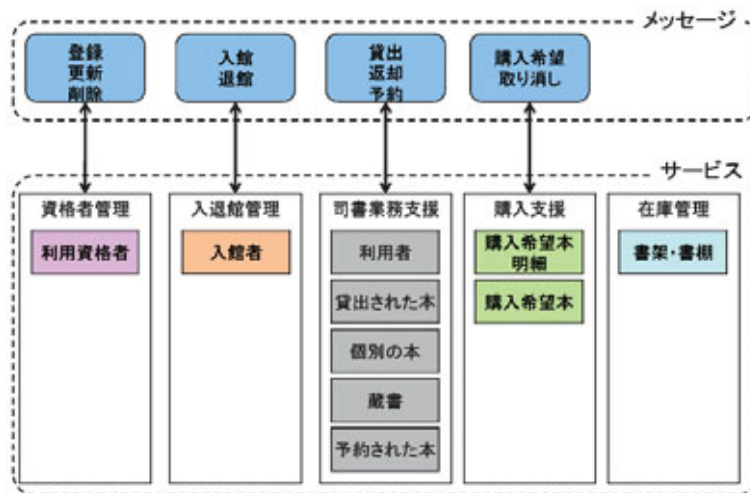 メッセージ
登録
更新
削除
入館
退館
貸出
返却
予約
購入希望
取り消し
サービス
資格者管理
利用資格者
入退館管理
入館者
司書業務支援
利用者
貸出された本
個別の本
蔵書
予約された本
購入支援
購入希望本
明細
購入希望本
在庫管理
書架・書棚